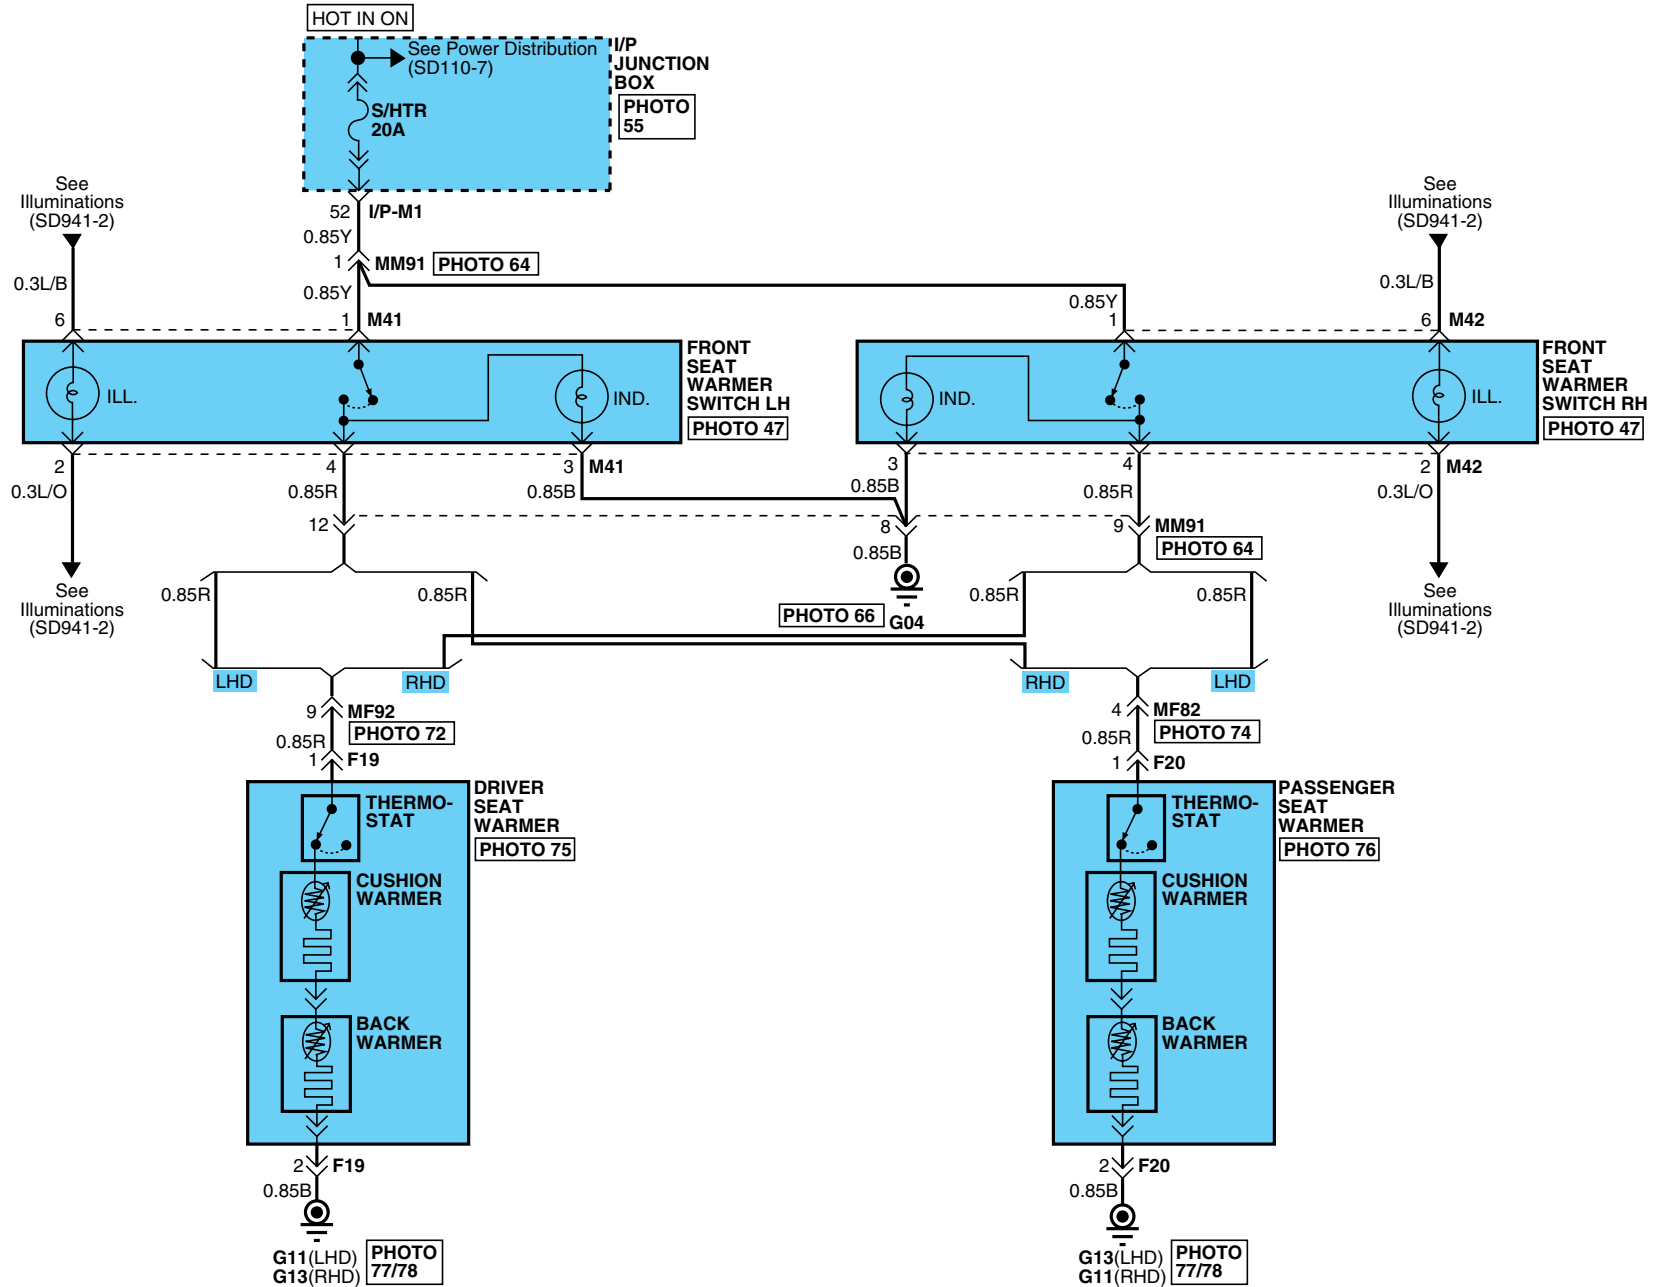 HOT IN ON
See Power Distribution
(SD110-7)
I/P
JUNCTION
BOX
PHOTO
55
S/HTR
20A
See
Illuminations
(SD941-2)
See
Illuminations
(SD941-2)
52
I/P-M1
0.85Y
1
MM91
PHOTO 64
0.3L/B
0.85Y
0.85Y
0.3L/B
6
1
M41
1
6
M42
FRONT
SEAT
WARMER
SWITCH LH
PHOTO 47
ILL.
IND.
IND.
ILL.
FRONT
SEAT
WARMER
SWITCH RH
PHOTO 47
2
4
3
M41
3
4
2
M42
0.3L/O
0.85R
0.85B
0.85B
0.85R
0.3L/O
12
8
9
MM91
PHOTO 64
0.85B
See
Illuminations
(SD941-2)
0.85R
0.85R
PHOTO 66
G04
0.85R
0.85R
See
Illuminations
(SD941-2)
LHD
RHD
RHD
LHD
9
MF92
PHOTO 72
0.85R
1
F19
4
MF82
PHOTO 74
0.85R
1
F20
DRIVER
SEAT
WARMER
PHOTO 75
THERMO-
STAT
CUSHION
WARMER
BACK
WARMER
PASSENGER
SEAT
WARMER
PHOTO 76
THERMO-
STAT
CUSHION
WARMER
BACK
WARMER
2
F19
0.85B
G11(LHD)
G13(RHD)
PHOTO
77/78
2
F20
0.85B
G13(LHD)
G11(RHD)
PHOTO
77/78